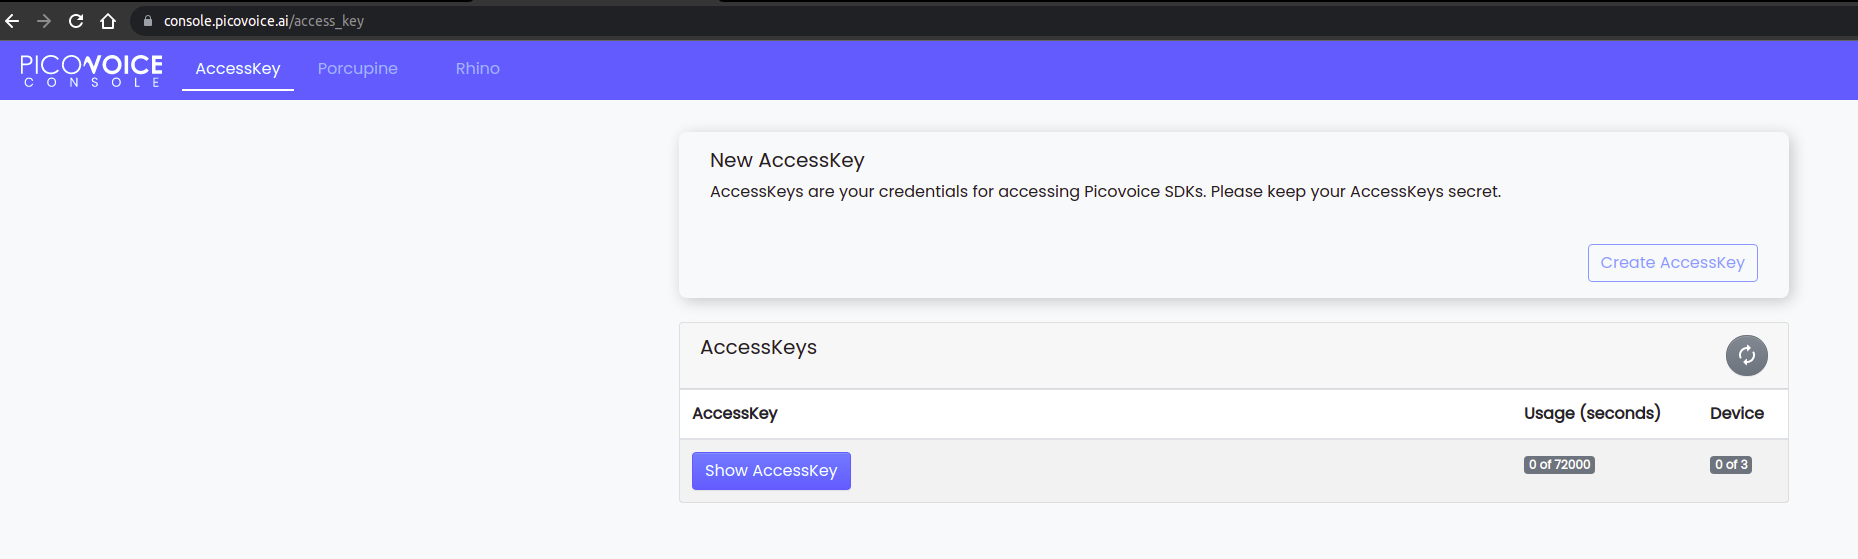 console.picovoice.ai/access_key
PICOVOICE
CONSOLE
AccessKey
Porcupine
Rhino
New AccessKey
AccessKeys are your credentials for accessing Picovoice SDKs. Please keep your AccessKeys secret.
Create AccessKey
AccessKeys
AccessKey Usage (seconds) Device
Show AccessKey 0 of 72000 0 of 3